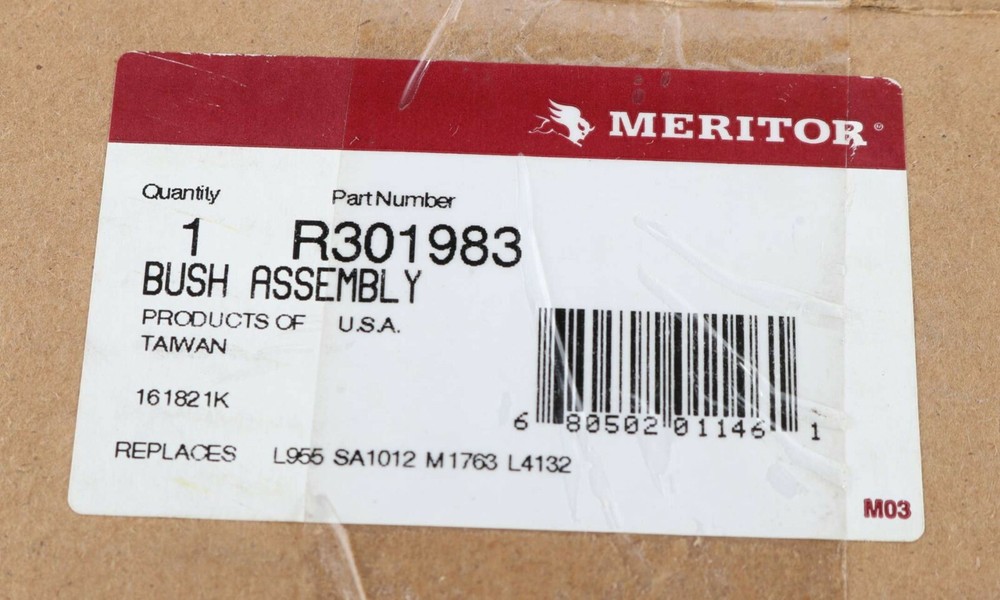 MERITOR®
Quantity Part Number
1 R301983
BUSH ASSEMBLY
PRODUCTS OF U.S.A.
TAIWAN
161821K
6 80502 01146 1
REPLACES L955 SA1012 M1763 L4132
M03